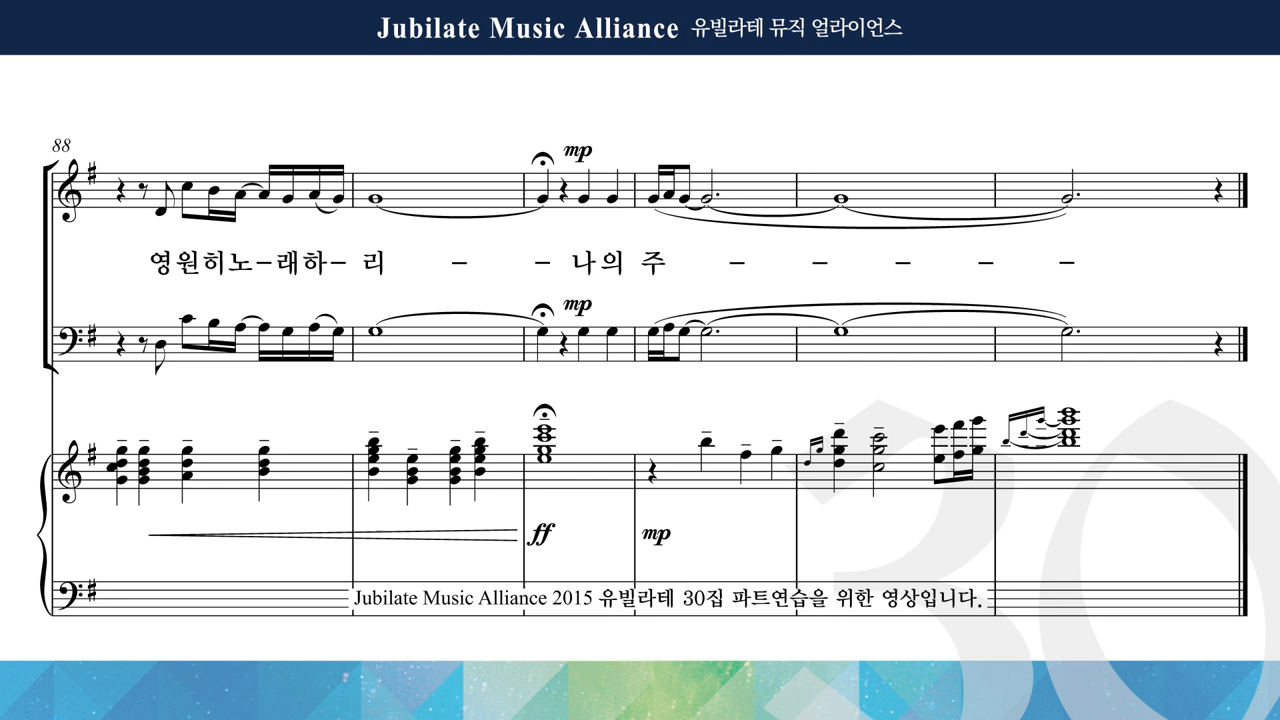 Jubilate Music Alliance 유빌라테 뮤직 얼라이언스
88
mp
영원히노-래하-리 - - 나의 주 - - - - -
mp
ff mp
Jubilate Music Alliance 2015 유빌라테 30집 파트연습을 위한 영상입니다.
30